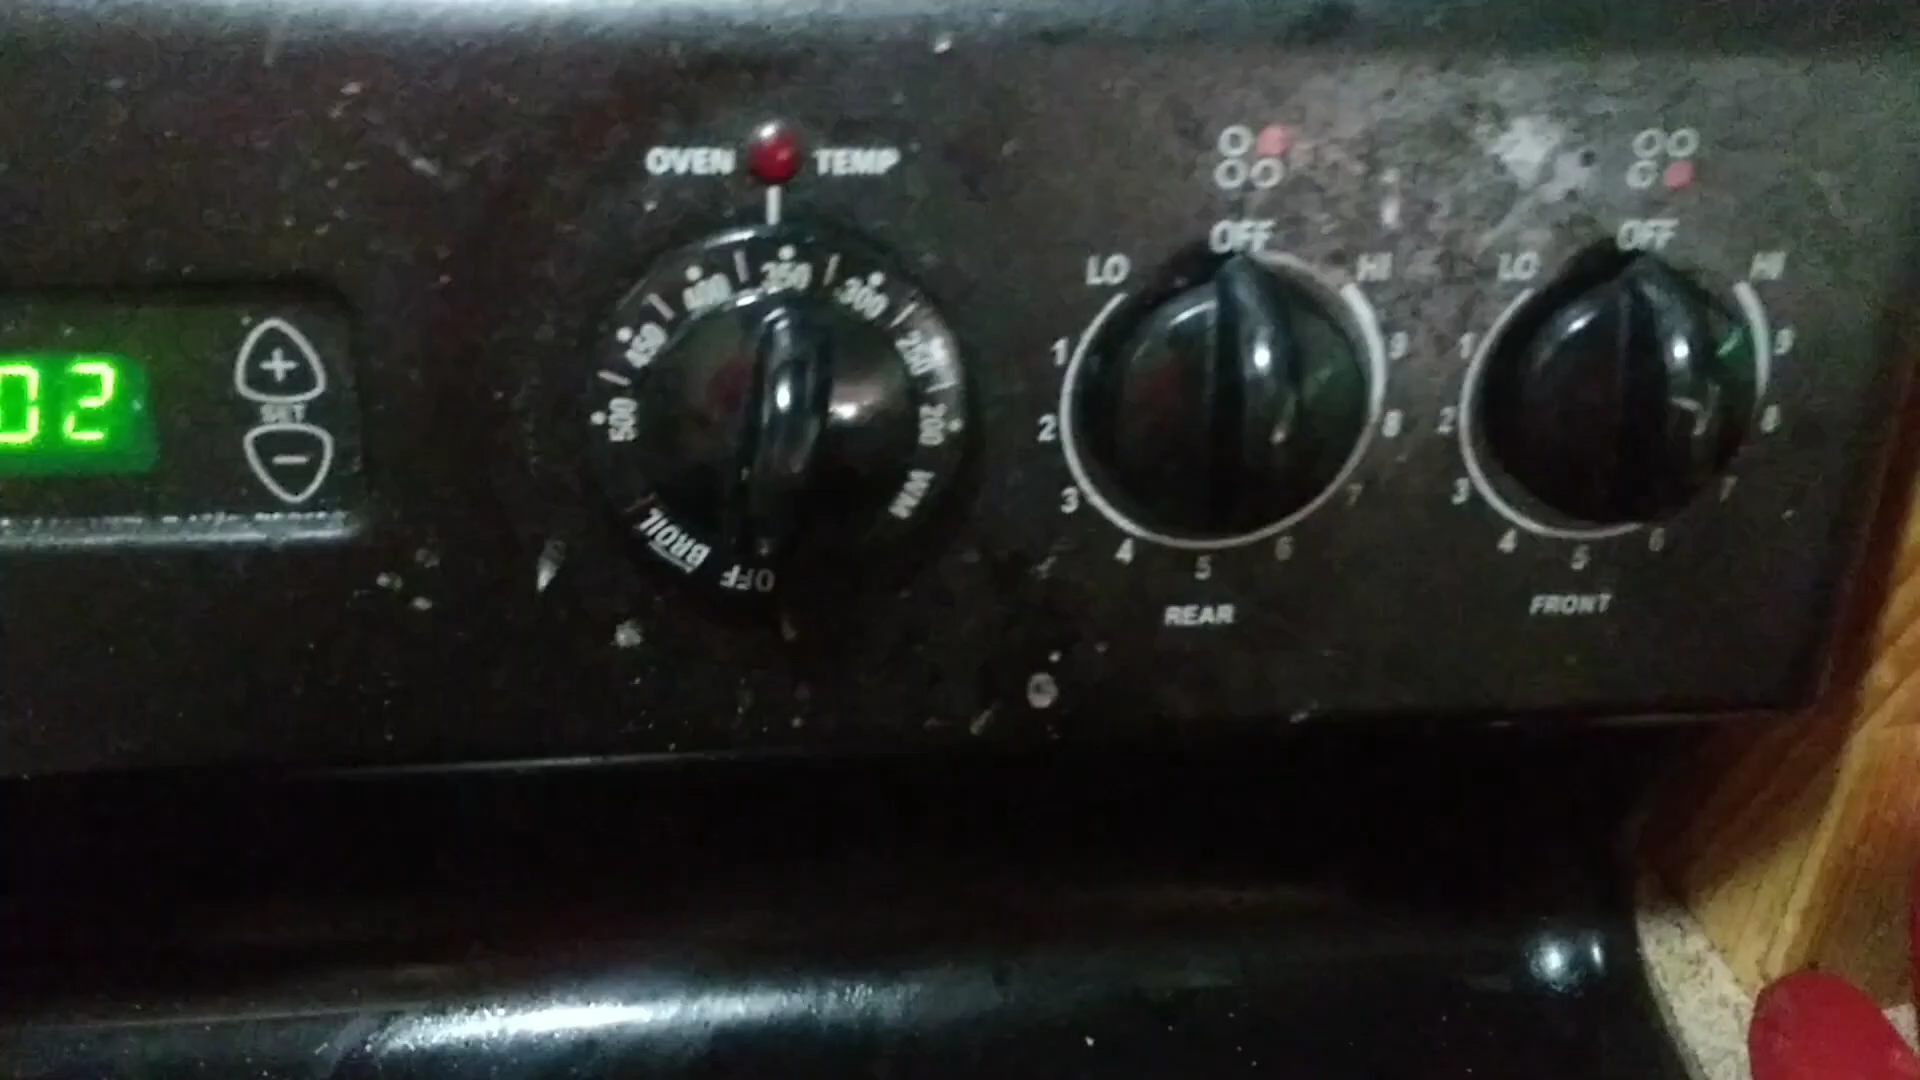 OVEN TEMP
500 450 400 350 300 250 200 WM
BROIL
OFF
02
SET
OFF
LO HI
1 2 3 4 5 6 7 8 9
REAR
OFF
LO HI
1 2 3 4 5 6 7 8 9
FRONT